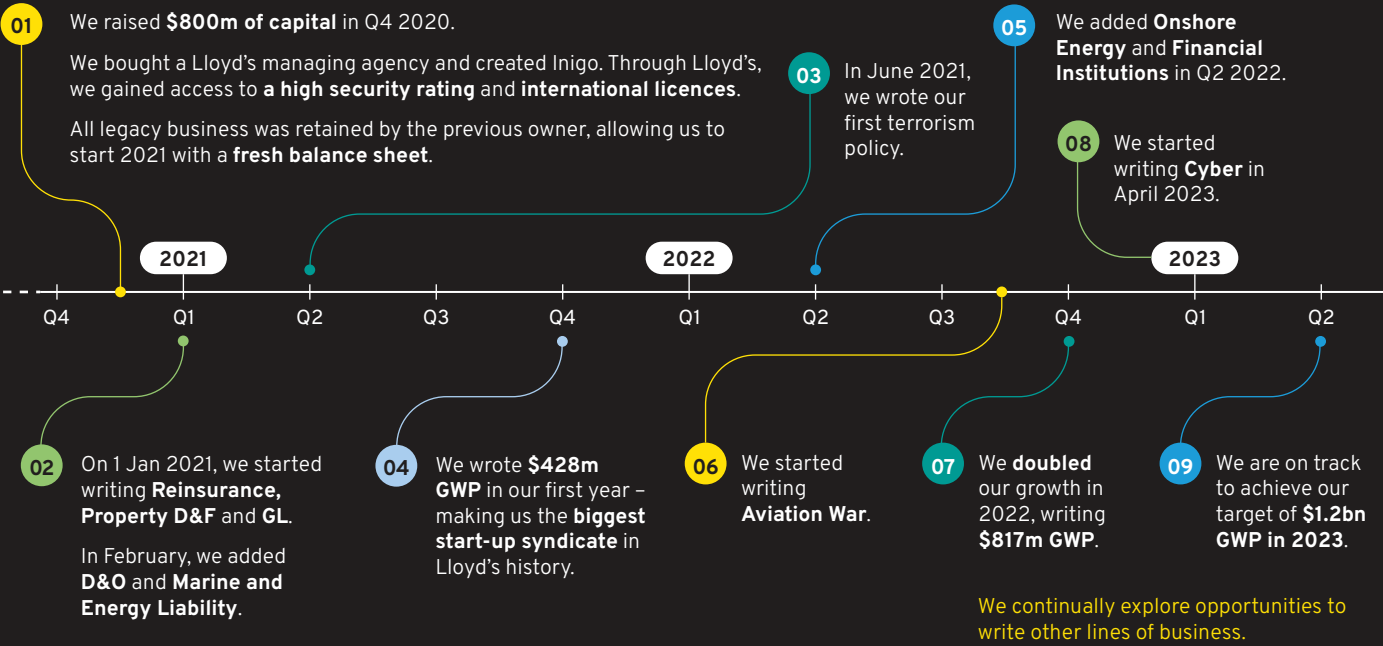 01
We raised $800m of capital in Q4 2020.
We bought a Lloyd’s managing agency and created Inigo. Through Lloyd’s,
we gained access to a high security rating and international licences.
All legacy business was retained by the previous owner, allowing us to
start 2021 with a fresh balance sheet.
03
In June 2021,
we wrote our
first terrorism
policy.
05
We added Onshore
Energy and Financial
Institutions in Q2 2022.
08
We started
writing Cyber in
April 2023.
2021
2022
2023
Q4
Q1
Q2
Q3
Q4
Q1
Q2
Q3
Q4
Q1
Q2
02
On 1 Jan 2021, we started
writing Reinsurance,
Property D&F and GL.
In February, we added
D&O and Marine and
Energy Liability.
04
We wrote $428m
GWP in our first year –
making us the biggest
start-up syndicate in
Lloyd’s history.
06
We started
writing
Aviation War.
07
We doubled
our growth in
2022, writing
$817m GWP.
09
We are on track
to achieve our
target of $1.2bn
GWP in 2023.
We continually explore opportunities to
write other lines of business.